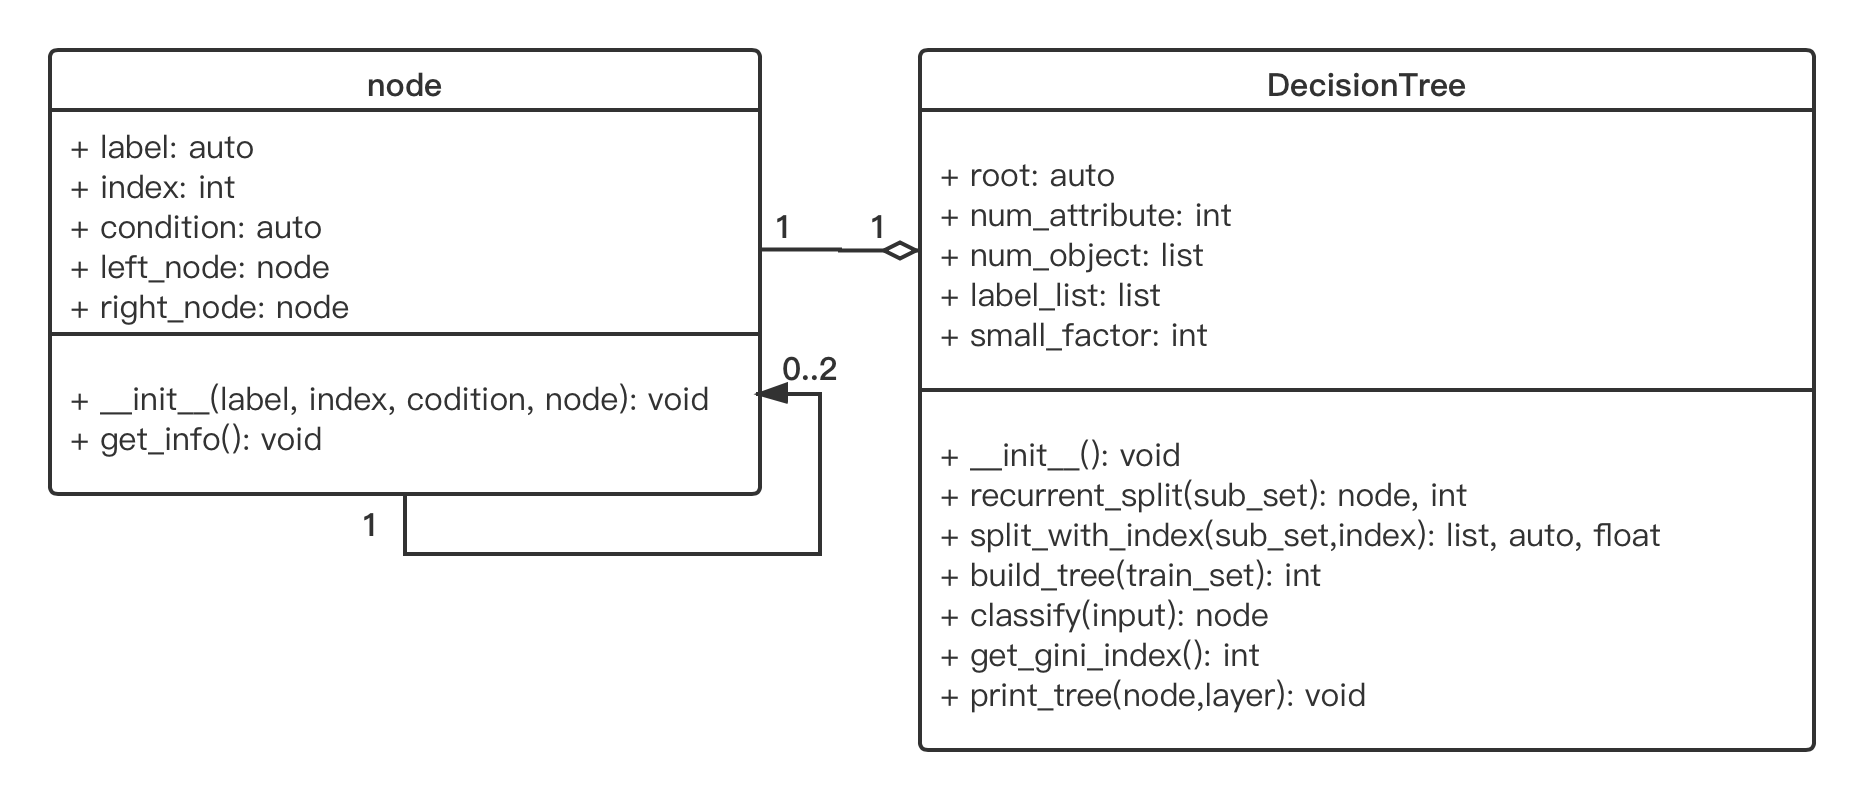 node
+ label: auto
+ index: int
+ condition: auto
+ left_node: node
+ right_node: node
+ __init__(label, index, codition, node): void
+ get_info(): void
1
0..2
1
1
DecisionTree
+ root: auto
+ num_attribute: int
+ num_object: list
+ label_list: list
+ small_factor: int
+ __init__(): void
+ recurrent_split(sub_set): node, int
+ split_with_index(sub_set,index): list, auto, float
+ build_tree(train_set): int
+ classify(input): node
+ get_gini_index(): int
+ print_tree(node,layer): void